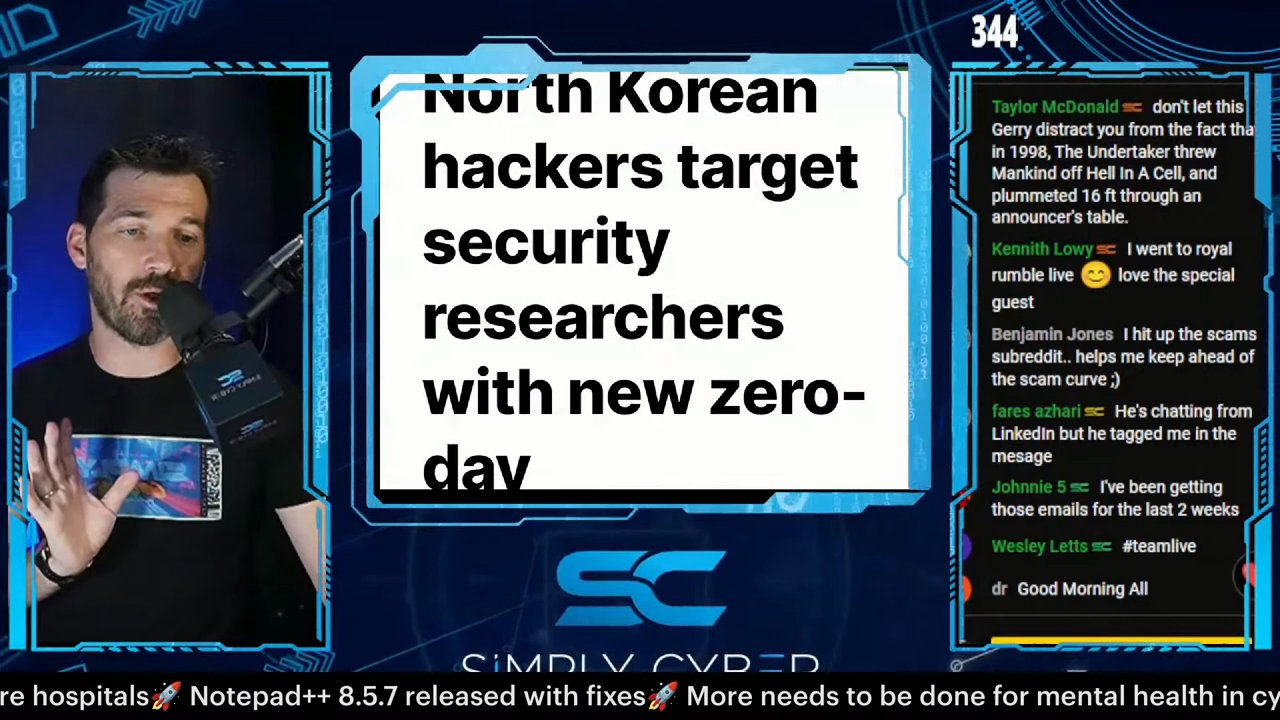 344
North Korean
hackers target
security
researchers
with new zero-
day
Taylor McDonald don't let this
Gerry distract you from the fact tha
in 1998, The Undertaker threw
Mankind off Hell In A Cell, and
plummeted 16 ft through an
announcer's table.
Kennith Lowy I went to royal
rumble live 😊 love the special
guest
Benjamin Jones I hit up the scams
subreddit.. helps me keep ahead of
the scam curve ;)
fares azhari He's chatting from
LinkedIn but he tagged me in the
mesage
Johnnie 5 I've been getting
those emails for the last 2 weeks
Wesley Letts #teamlive
dr Good Morning All
SC
SIMPLY CYBER
re hospitals🚀 Notepad++ 8.5.7 released with fixes🚀 More needs to be done for mental health in cy